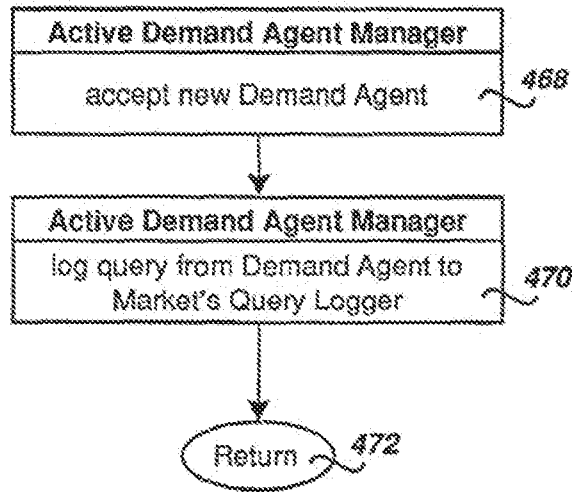 Active Demand Agent Manager
accept new Demand Agent
468
Active Demand Agent Manager
log query from Demand Agent to
Market's Query Logger
470
Return
472